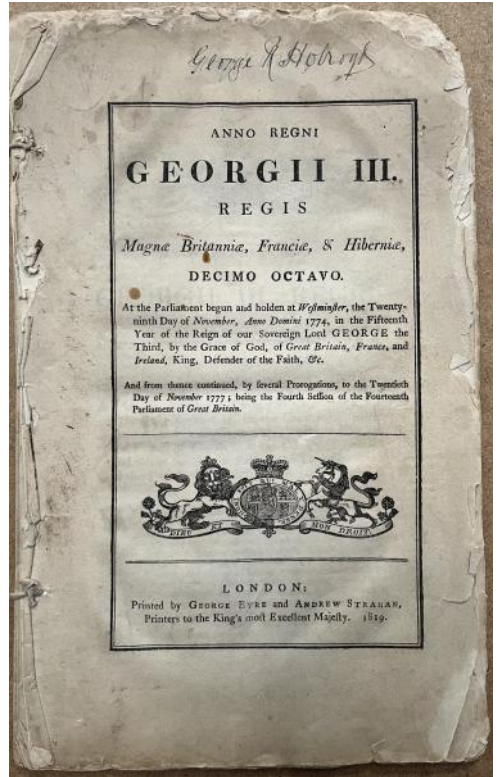 George R
ANNO REGNI
GEORGII III.
REGIS
Magnæ Britanniæ, Franciæ, & Hiberniæ,
DECIMO OCTAVO.
At the Parliament begun and holden at Weſtminſter, the Twenty-
ninth Day of November, Anno Domini 1774, in the Fifteenth
Year of the Reign of our Sovereign Lord GEORGE the
Third, by the Grace of God, of Great Britain, France, and
Ireland, King, Defender of the Faith, &c.
And from thence continued, by ſeveral Prorogations, to the Twentieth
Day of November 1777; being the Fourth Seſſion of the Fourteenth
Parliament of Great Britain.
DIEU ET MON DROIT
LONDON:
Printed by GEORGE EYRE and ANDREW STRAHAN,
Printers to the King's moſt Excellent Majeſty. 1819.